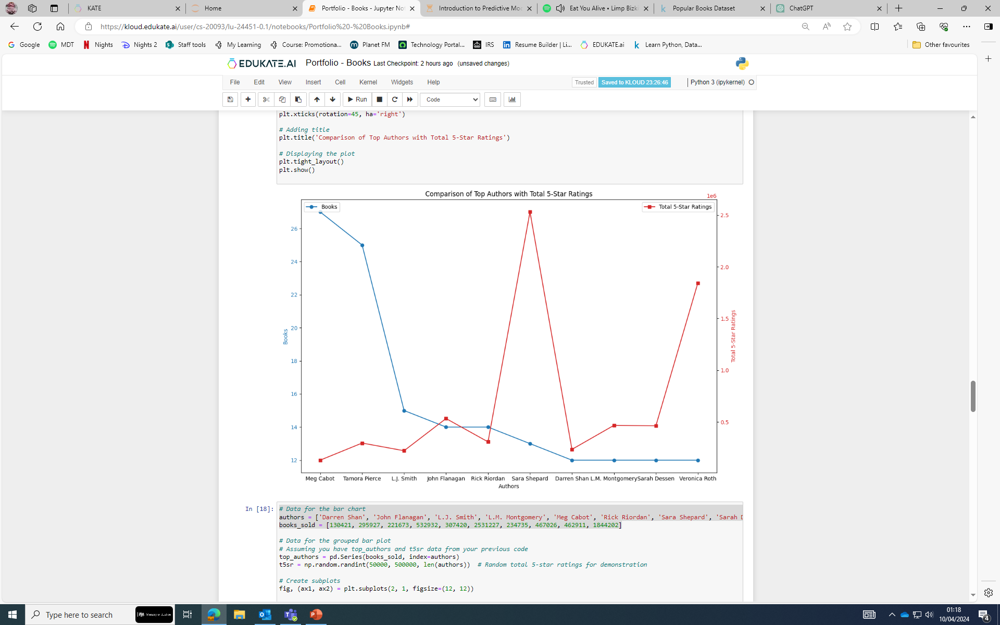 KATE
Home
Portfolio - Books - Jupyter Not
Introduction to Predictive Mod
Eat You Alive • Limp Bizki
Popular Books Dataset
ChatGPT
https://kloud.edukate.ai/user/cs-20093/lu-24451-0.1/notebooks/Portfolio%20-%20Books.ipynb#
Google
MDT
Nights
Nights 2
Staff tools
My Learning
Course: Promotiona...
Planet FM
Technology Portal...
IRS
Resume Builder | Li...
EDUKATE.ai
Learn Python, Data...
Other favourites
EDUKATE.AI
Portfolio - Books Last Checkpoint: 2 hours ago (unsaved changes)
File Edit View Insert Cell Kernel Widgets Help
Trusted
Saved to KLOUD 23:26:46
Python 3 (ipykernel)
Run
Code
plt.xticks(rotation=45, ha='right')
# Adding title
plt.title('Comparison of Top Authors with Total 5-Star Ratings')
# Displaying the plot
plt.tight_layout()
plt.show()
Comparison of Top Authors with Total 5-Star Ratings
1e6
Books
Total 5-Star Ratings
26
24
22
20
18
16
14
12
Books
2.5
2.0
1.5
1.0
0.5
Total 5-Star Ratings
Meg Cabot Tamora Pierce L.J. Smith John Flanagan Rick Riordan Sara Shepard Darren Shan L.M. Montgomery Sarah Dessen Veronica Roth
Authors
In [18]:
# Data for the bar chart
authors = ['Darren Shan', 'John Flanagan', 'L.J. Smith', 'L.M. Montgomery', 'Meg Cabot', 'Rick Riordan', 'Sara Shepard', 'Sarah D
books_sold = [130421, 295927, 221673, 532932, 307420, 2531227, 234735, 467026, 462911, 1844202]
# Data for the grouped bar plot
# Assuming you have top_authors and t5sr data from your previous code
top_authors = pd.Series(books_sold, index=authors)
t5sr = np.random.randint(50000, 500000, len(authors))  # Random total 5-star ratings for demonstration
# Create subplots
fig, (ax1, ax2) = plt.subplots(2, 1, figsize=(12, 12))
Type here to search
Ministry of Justice
01:18
10/04/2024
4